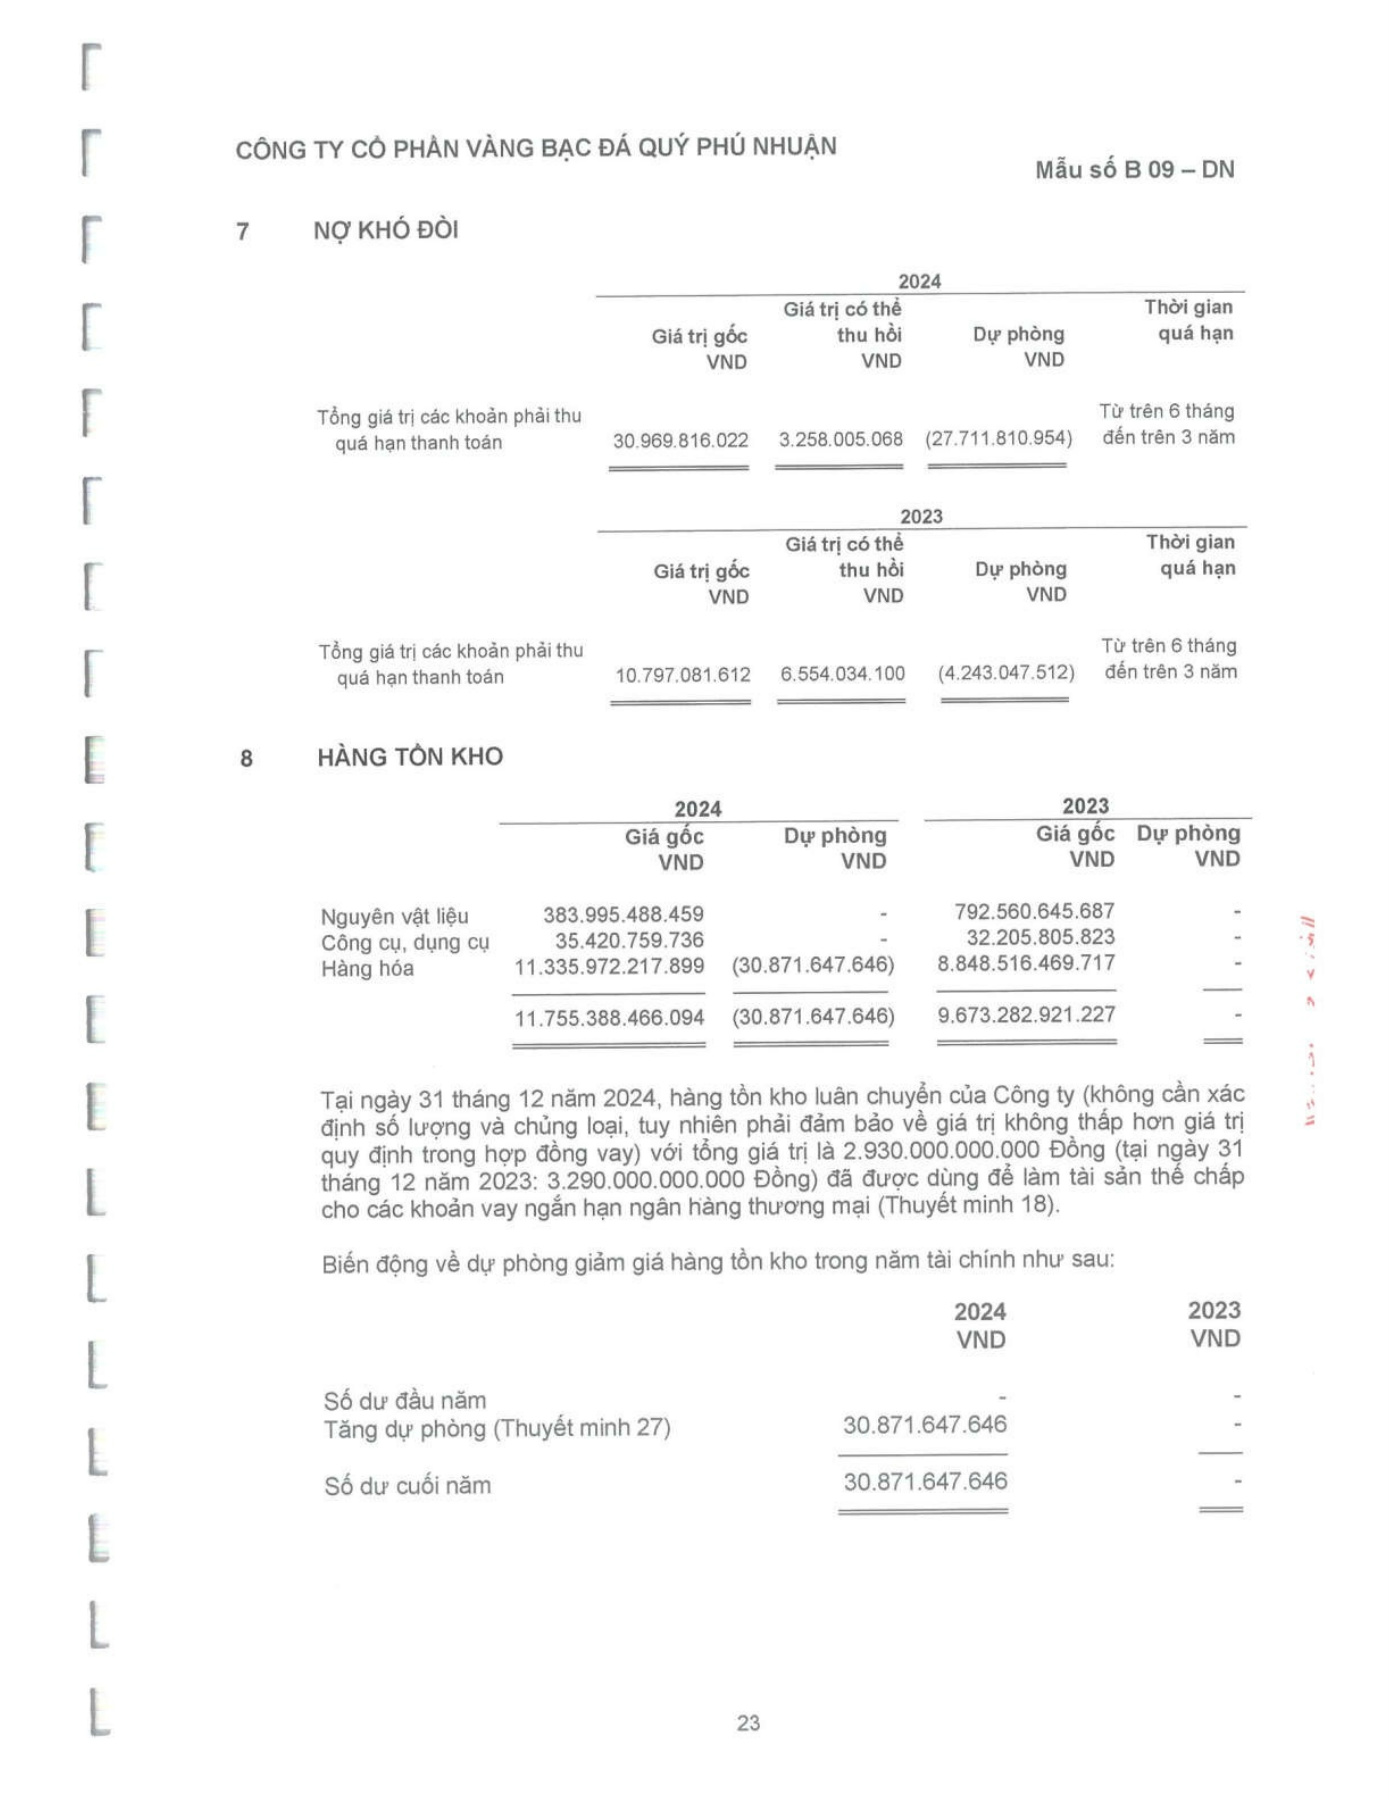 CÔNG TY CỔ PHẦN VÀNG BẠC ĐÁ QUÝ PHÚ NHUẬN
Mẫu số B 09 – DN
7 NỢ KHÓ ĐÒI
2024
Giá trị gốc VND Giá trị có thể thu hồi VND Dự phòng VND Thời gian quá hạn
Tổng giá trị các khoản phải thu
quá hạn thanh toán 30.969.816.022 3.258.005.068 (27.711.810.954) Từ trên 6 tháng đến trên 3 năm
2023
Giá trị gốc VND Giá trị có thể thu hồi VND Dự phòng VND Thời gian quá hạn
Tổng giá trị các khoản phải thu
quá hạn thanh toán 10.797.081.612 6.554.034.100 (4.243.047.512) Từ trên 6 tháng đến trên 3 năm
8 HÀNG TỒN KHO
2024 2023
Giá gốc Dự phòng Giá gốc Dự phòng
VND VND VND VND
Nguyên vật liệu 383.995.488.459 - 792.560.645.687 -
Công cụ, dụng cụ 35.420.759.736 - 32.205.805.823 -
Hàng hóa 11.335.972.217.899 (30.871.647.646) 8.848.516.469.717 -
11.755.388.466.094 (30.871.647.646) 9.673.282.921.227 -
Tại ngày 31 tháng 12 năm 2024, hàng tồn kho luân chuyển của Công ty (không cần xác
định số lượng và chủng loại, tuy nhiên phải đảm bảo về giá trị không thấp hơn giá trị
quy định trong hợp đồng vay) với tổng giá trị là 2.930.000.000.000 Đồng (tại ngày 31
tháng 12 năm 2023: 3.290.000.000.000 Đồng) đã được dùng để làm tài sản thế chấp
cho các khoản vay ngắn hạn ngân hàng thương mại (Thuyết minh 18).
Biến động về dự phòng giảm giá hàng tồn kho trong năm tài chính như sau:
2024 2023
VND VND
Số dư đầu năm - -
Tăng dự phòng (Thuyết minh 27) 30.871.647.646 -
Số dư cuối năm 30.871.647.646 -
23